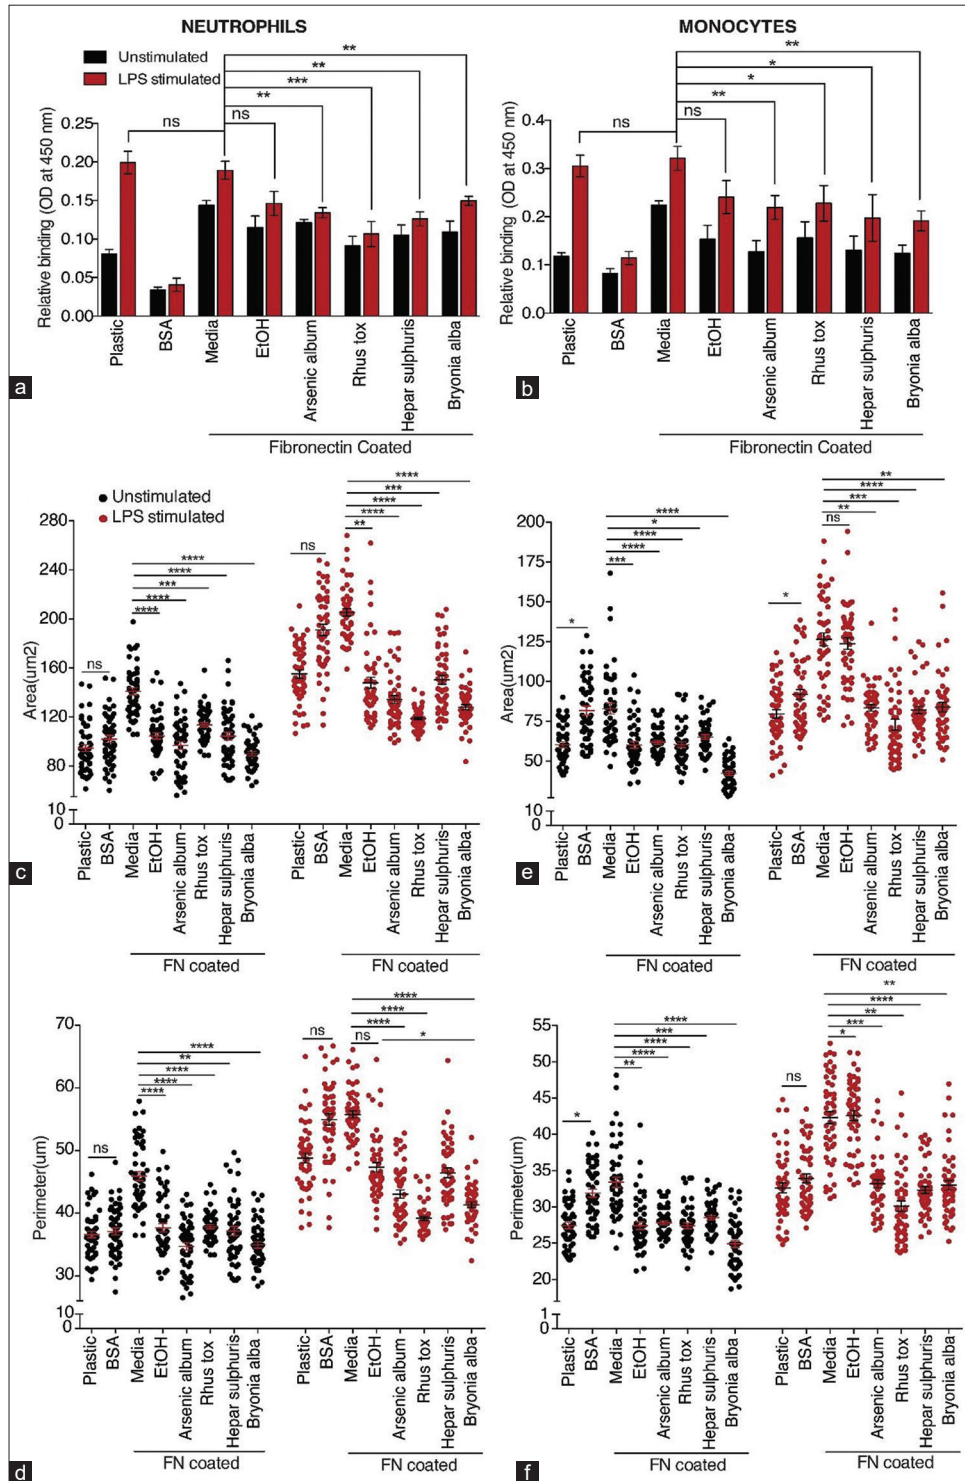 NEUTROPHILS
Unstimulated
LPS stimulated
**
**
***
**
ns
ns
Relative binding (OD at 450 nm)
0.25
0.20
0.15
0.10
0.05
0.00
Plastic
BSA
Media
EtOH
Arsenic album
Rhus tox
Hepar sulphuris
Bryonia alba
Fibronectin Coated
a
MONOCYTES
**
*
*
**
ns
ns
Relative binding (OD at 450 nm)
0.4
0.3
0.2
0.1
0.0
Plastic
BSA
Media
EtOH
Arsenic album
Rhus tox
Hepar sulphuris
Bryonia alba
Fibronectin Coated
b
Unstimulated
LPS stimulated
Area(um2)
280
240
200
160
120
80
10
0
ns
****
****
***
****
****
ns
****
***
****
****
**
Plastic
BSA
Media
EtOH
Arsenic album
Rhus tox
Hepar sulphuris
Bryonia alba
FN coated
Plastic
BSA
Media
EtOH
Arsenic album
Rhus tox
Hepar sulphuris
Bryonia alba
FN coated
c
Area(um2)
200
175
150
125
100
75
50
10
0
*
****
*
****
****
***
*
**
****
***
**
ns
Plastic
BSA
Media
EtOH
Arsenic album
Rhus tox
Hepar sulphuris
Bryonia alba
FN coated
Plastic
BSA
Media
EtOH
Arsenic album
Rhus tox
Hepar sulphuris
Bryonia alba
FN coated
e
Perimeter(um)
70
60
50
40
30
10
0
ns
****
**
****
****
****
ns
****
****
****
ns
*
Plastic
BSA
Media
EtOH
Arsenic album
Rhus tox
Hepar sulphuris
Bryonia alba
FN coated
Plastic
BSA
Media
EtOH
Arsenic album
Rhus tox
Hepar sulphuris
Bryonia alba
FN coated
d
Perimeter(um)
55
50
45
40
35
30
25
20
1
0
*
****
***
****
****
**
ns
**
****
**
***
*
Plastic
BSA
Media
EtOH
Arsenic album
Rhus tox
Hepar sulphuris
Bryonia alba
FN coated
Plastic
BSA
Media
EtOH
Arsenic album
Rhus tox
Hepar sulphuris
Bryonia alba
FN coated
f